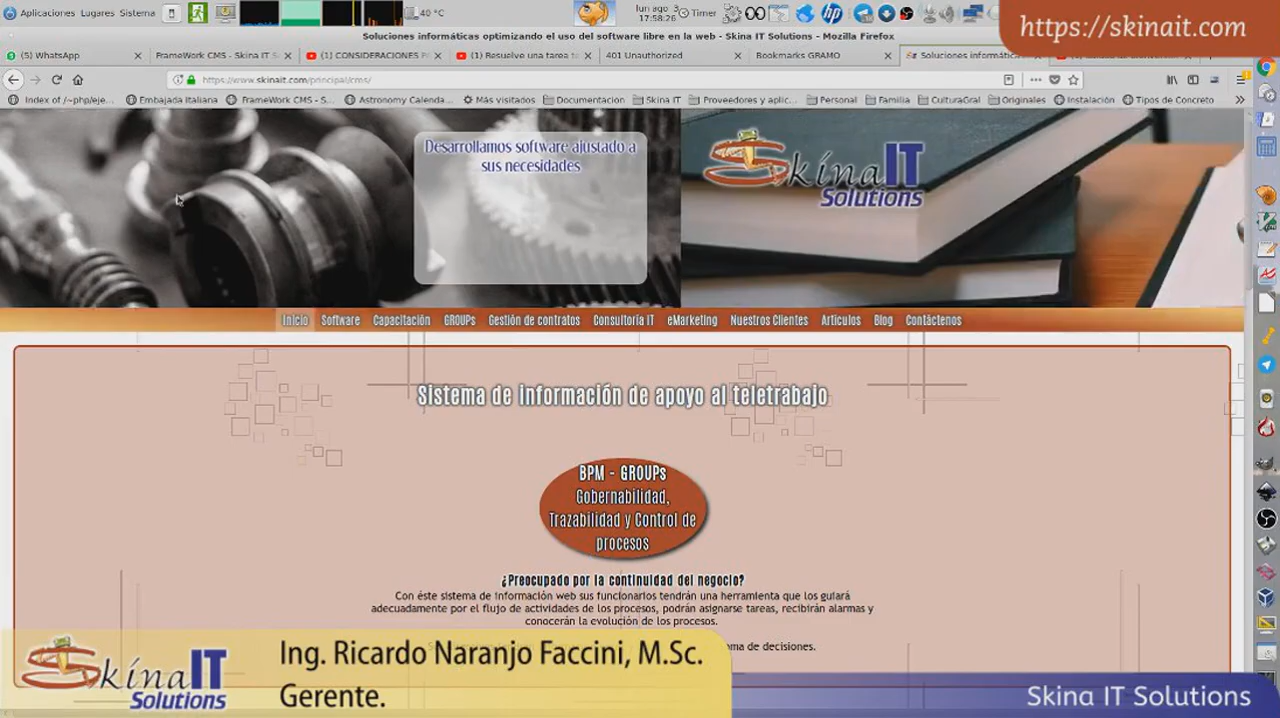 Aplicaciones Lugares Sistema
40 °C
lun ago 3
17:58:26
Timer
https://skinait.com
Soluciones informáticas optimizando el uso del software libre en la web - Skina IT Solutions - Mozilla Firefox
(5) WhatsApp
FrameWork CMS - Skina IT S
(1) CONSIDERACIONES P
(1) Resuelve una tarea t
401 Unauthorized
Bookmarks GRAMO
Soluciones informátic
https://www.skinait.com/principal/cms/
Index of /~php/eje...
Embajada Italiana
FrameWork CMS - S...
Astronomy Calenda...
Más visitados
Documentacion
Skina IT
Proveedores y aplic...
Personal
Familia
CulturaGral
Originales
Instalación
Tipos de Concreto
Desarrollamos software ajustado a
sus necesidades
Skína IT
Solutions
Inicio Software Capacitación GROUPs Gestión de contratos Consultoría IT eMarketing Nuestros Clientes Artículos Blog Contáctenos
Sistema de información de apoyo al teletrabajo
BPM - GROUPs
Gobernabilidad,
Trazabilidad y Control de
procesos
¿Preocupado por la continuidad del negocio?
Con éste sistema de información web sus funcionarios tendrán una herramienta que los guiará
adecuadamente por el flujo de actividades de los procesos, podrán asignarse tareas, recibirán alarmas y
conocerán la evolución de los procesos.
oma de decisiones.
Skína IT
Solutions
Ing. Ricardo Naranjo Faccini, M.Sc.
Gerente.
Skina IT Solutions